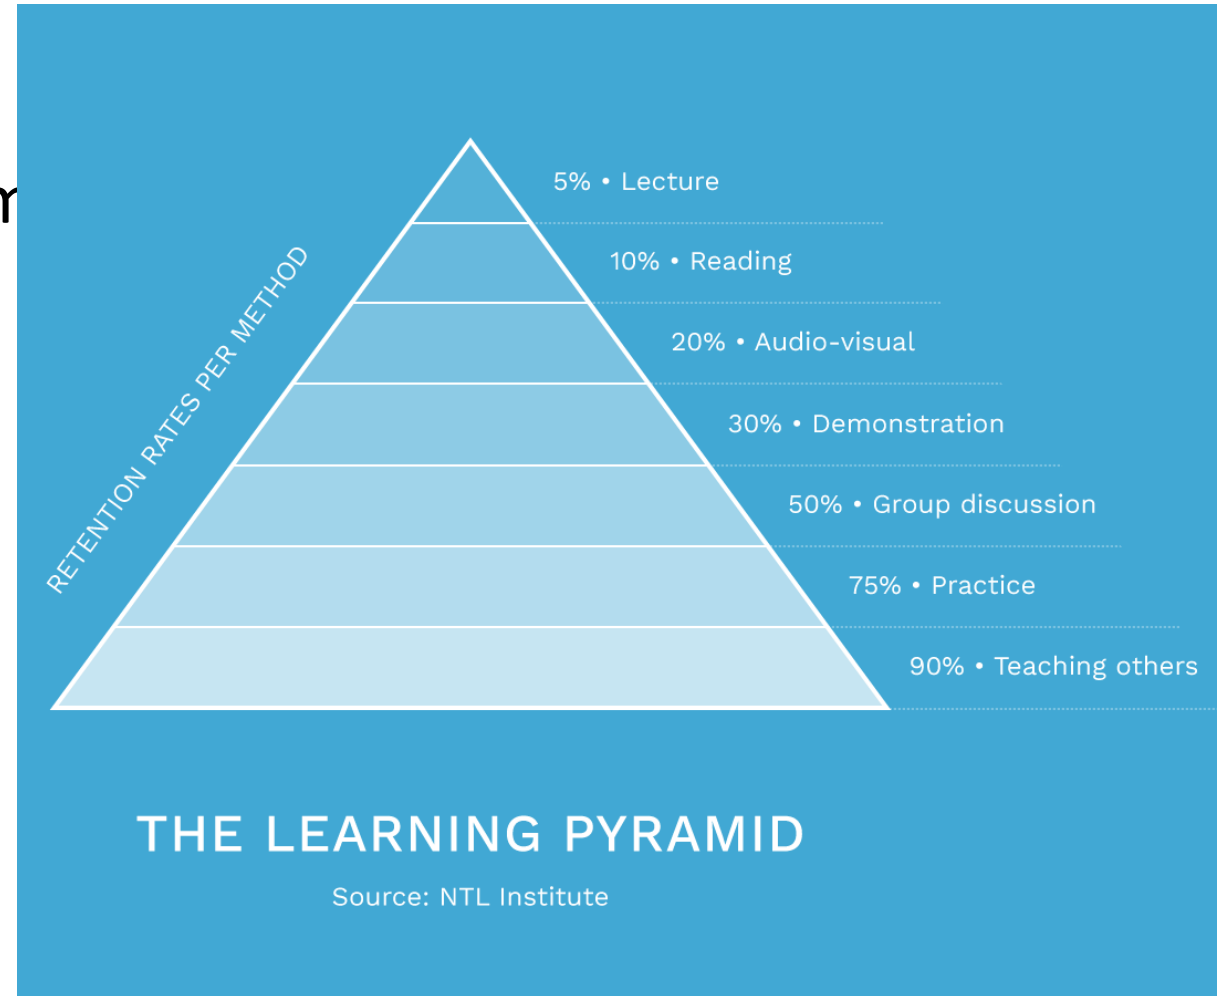 5% • Lecture
10% • Reading
20% • Audio-visual
30% • Demonstration
50% • Group discussion
75% • Practice
90% • Teaching others
RETENTION RATES PER METHOD
THE LEARNING PYRAMID
Source: NTL Institute